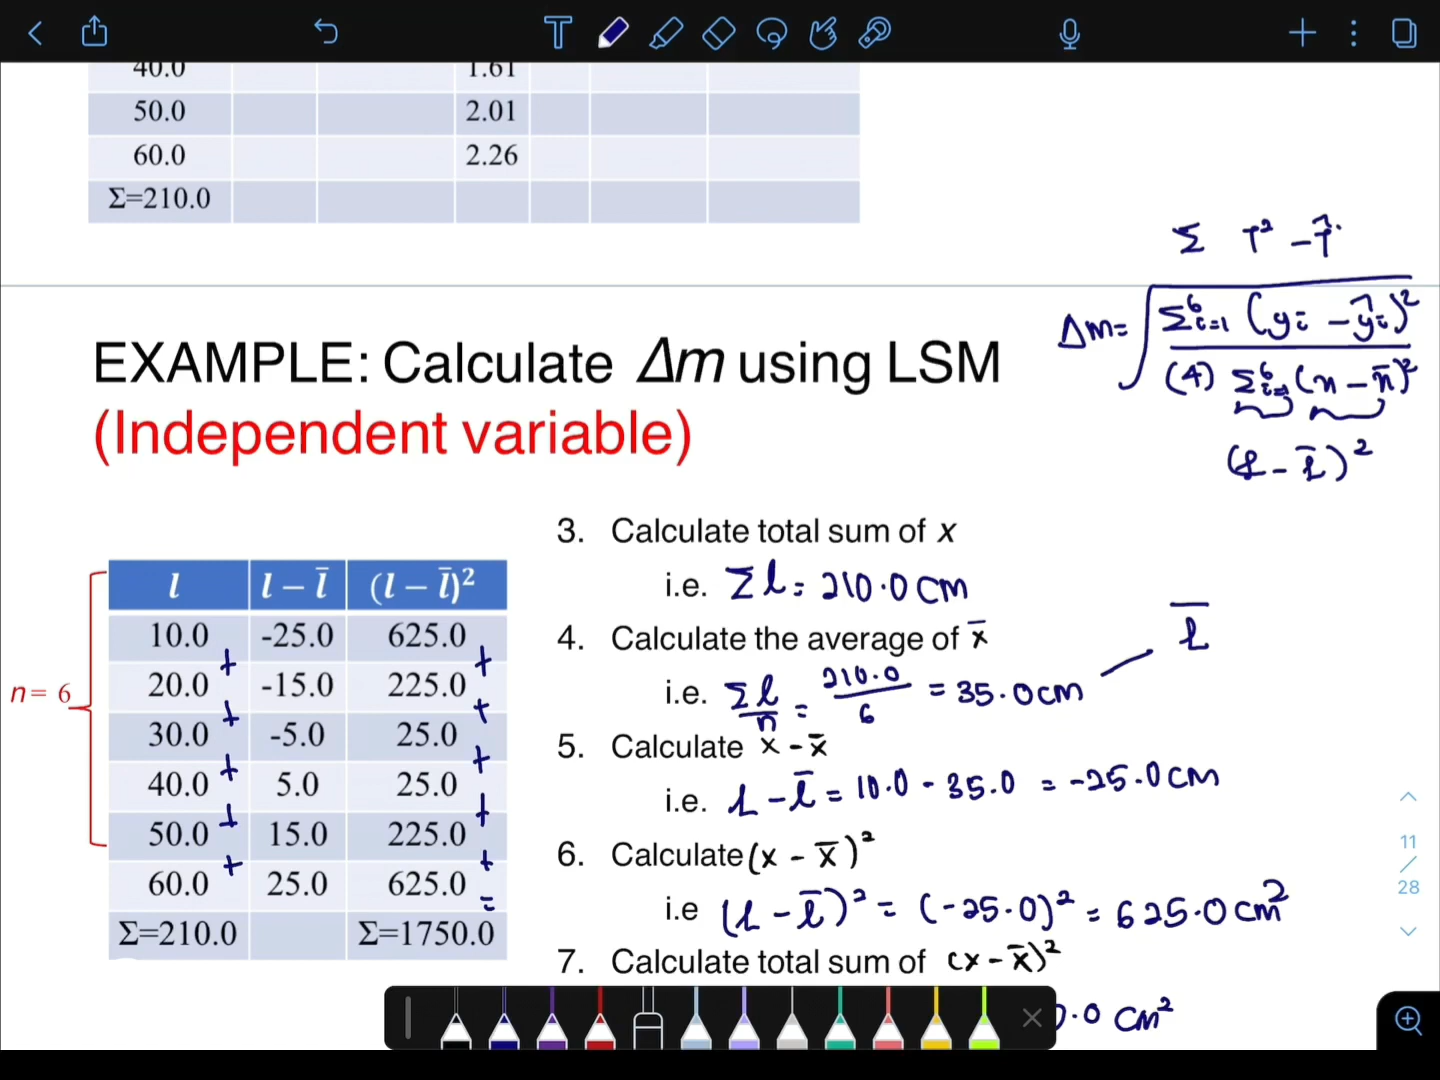 40.0 1.61
50.0 2.01
60.0 2.26
Σ=210.0
Σ T² - T̂
Δm = √ Σ⁶ᵢ₌₁ (yᵢ - ŷᵢ)²
(4) Σ⁶ᵢ₌₁ (x - x̄)²
(l - l̄)²
EXAMPLE: Calculate Δm using LSM
(Independent variable)
n= 6
l l – l̄ (l – l̄)²
10.0 -25.0 625.0
20.0 -15.0 225.0
30.0 -5.0 25.0
40.0 5.0 25.0
50.0 15.0 225.0
60.0 25.0 625.0
Σ=210.0 Σ=1750.0
+ + + + +
+ + + + + =
3. Calculate total sum of x
i.e. Σl = 210.0 cm
4. Calculate the average of x̄
i.e. Σl/n = 210.0/6 = 35.0 cm
l̄
5. Calculate x - x̄
i.e. l - l̄ = 10.0 - 35.0 = -25.0 cm
6. Calculate (x - x̄)²
i.e (l - l̄)² = (-25.0)² = 625.0 cm²
7. Calculate total sum of (x - x̄)²
0.0 cm²
11
/
28